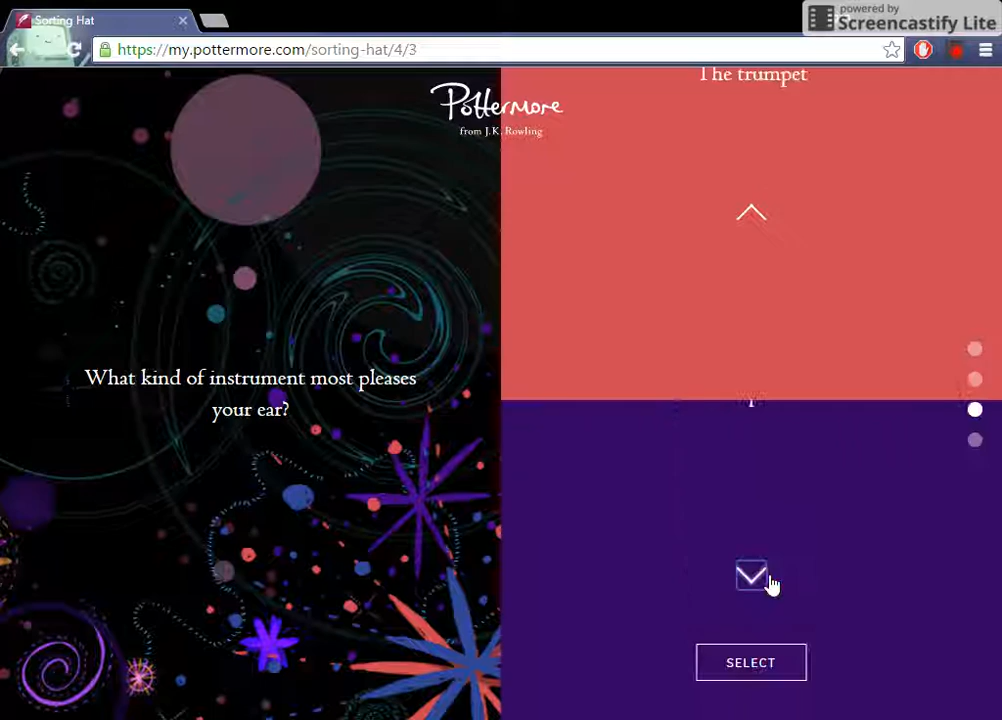 Sorting Hat
powered by
Screencastify Lite
https://my.pottermore.com/sorting-hat/4/3
The trumpet
Pottermore
from J.K. Rowling
What kind of instrument most pleases
your ear?
SELECT